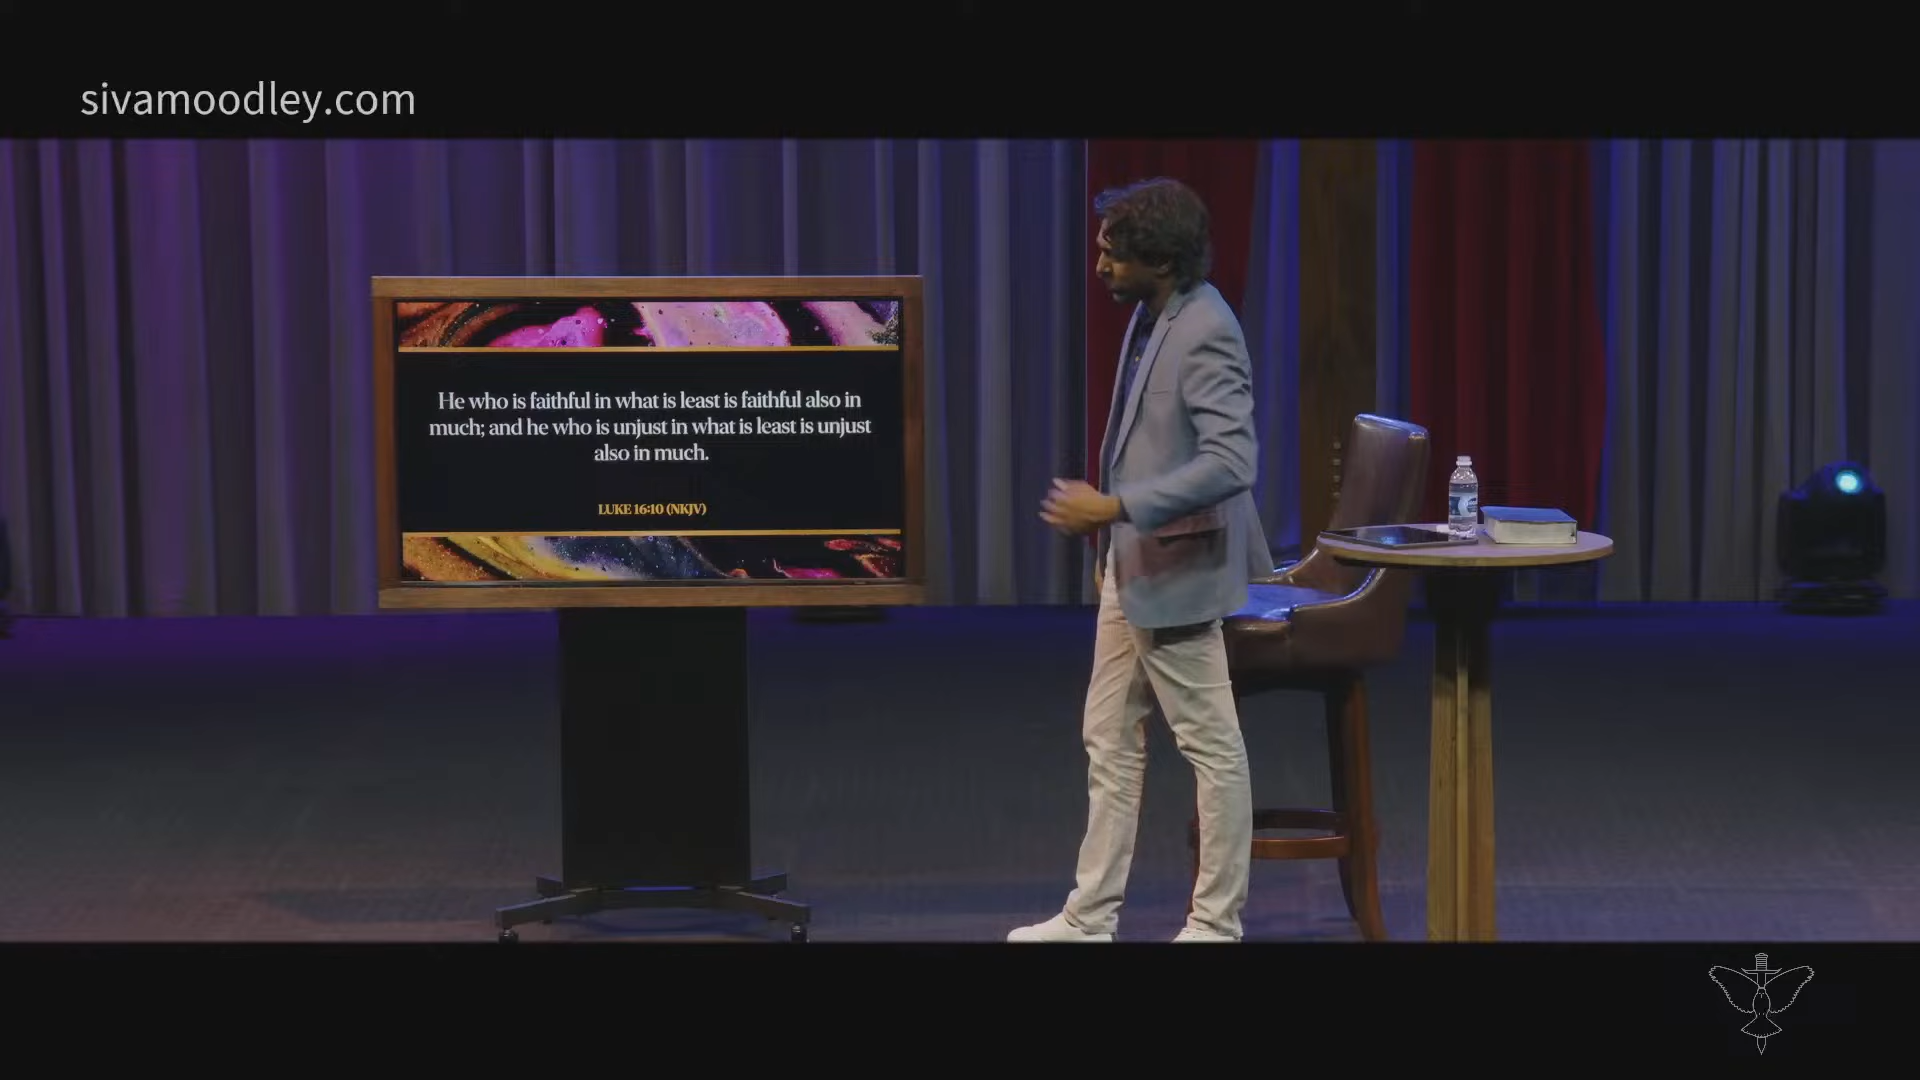 sivamoodley.com
He who is faithful in what is least is faithful also in
much; and he who is unjust in what is least is unjust
also in much.
LUKE 16:10 (NKJV)